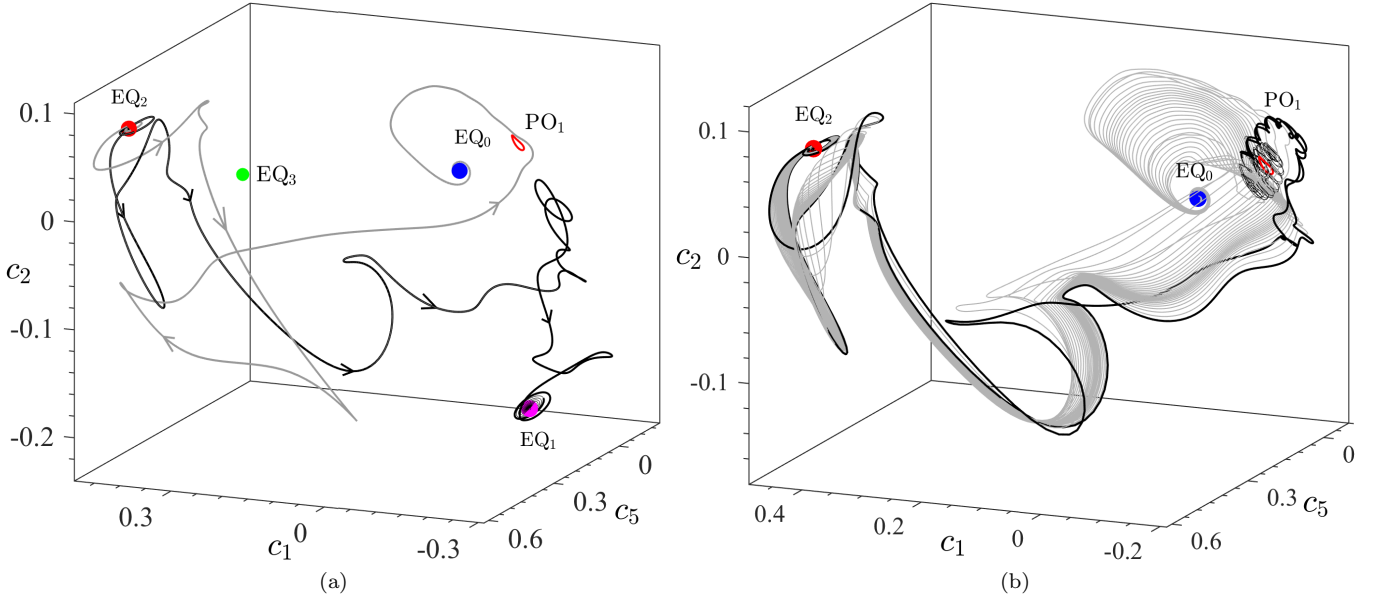 0.1
0
-0.1
-0.2
c₂
EQ₂
EQ₃
EQ₀
PO₁
EQ₁
0.3
0
-0.3
c₁
0.6
0.3
0
c₅
(a)
0.1
0
-0.1
c₂
EQ₂
EQ₀
PO₁
0.4
0.2
0
-0.2
c₁
0.6
0.3
0
c₅
(b)